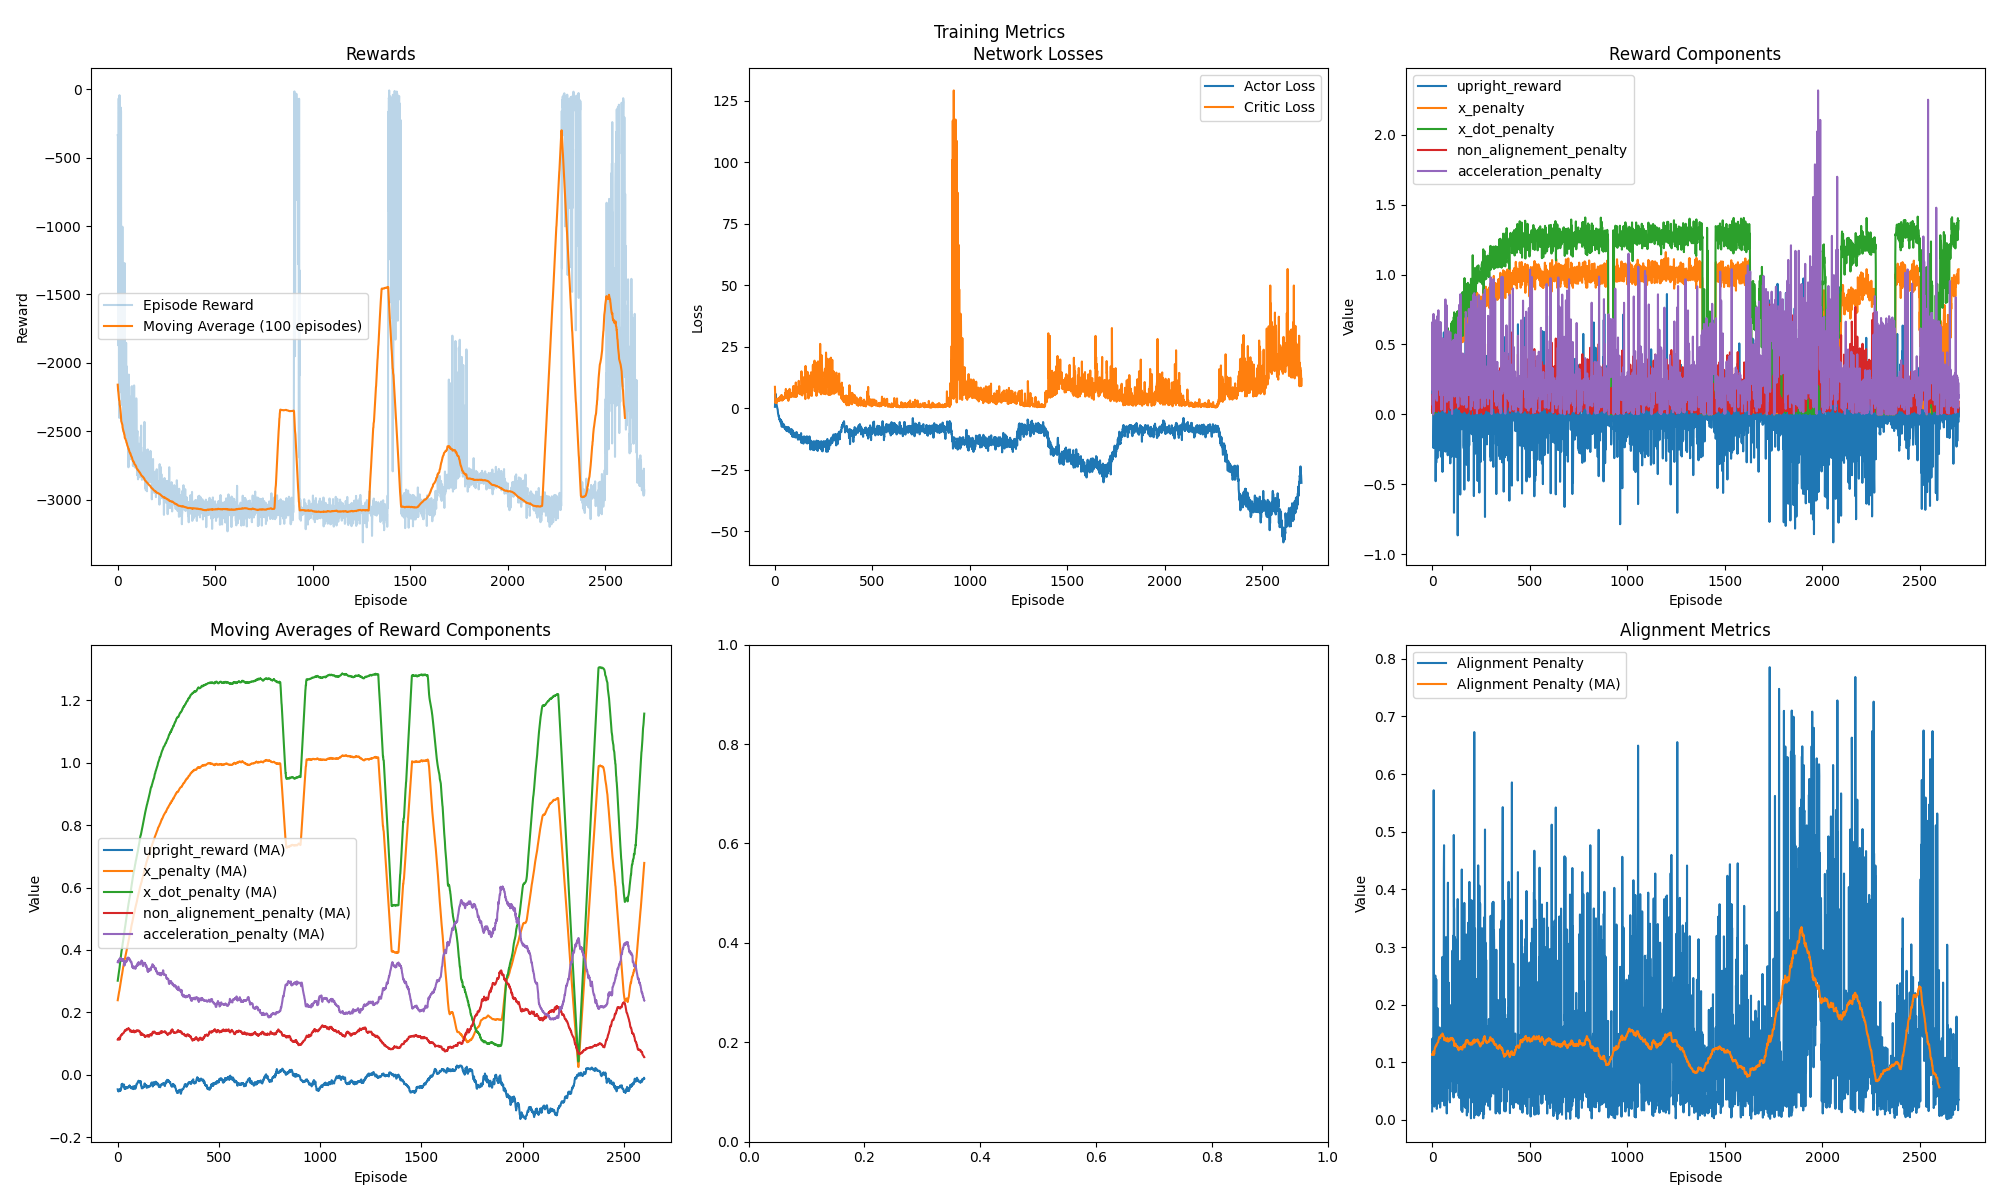 Training Metrics
Rewards
0
−500
−1000
−1500
−2000
−2500
−3000
Reward
Episode Reward
Moving Average (100 episodes)
0
500
1000
1500
2000
2500
Episode
Network Losses
125
100
75
50
25
0
−25
−50
Loss
Actor Loss
Critic Loss
0
500
1000
1500
2000
2500
Episode
Reward Components
2.0
1.5
1.0
0.5
0.0
−0.5
−1.0
Value
upright_reward
x_penalty
x_dot_penalty
non_alignement_penalty
acceleration_penalty
0
500
1000
1500
2000
2500
Episode
Moving Averages of Reward Components
1.2
1.0
0.8
0.6
0.4
0.2
0.0
−0.2
Value
upright_reward (MA)
x_penalty (MA)
x_dot_penalty (MA)
non_alignement_penalty (MA)
acceleration_penalty (MA)
0
500
1000
1500
2000
2500
Episode
1.0
0.8
0.6
0.4
0.2
0.0
0.0
0.2
0.4
0.6
0.8
1.0
Alignment Metrics
0.8
0.7
0.6
0.5
0.4
0.3
0.2
0.1
0.0
Value
Alignment Penalty
Alignment Penalty (MA)
0
500
1000
1500
2000
2500
Episode